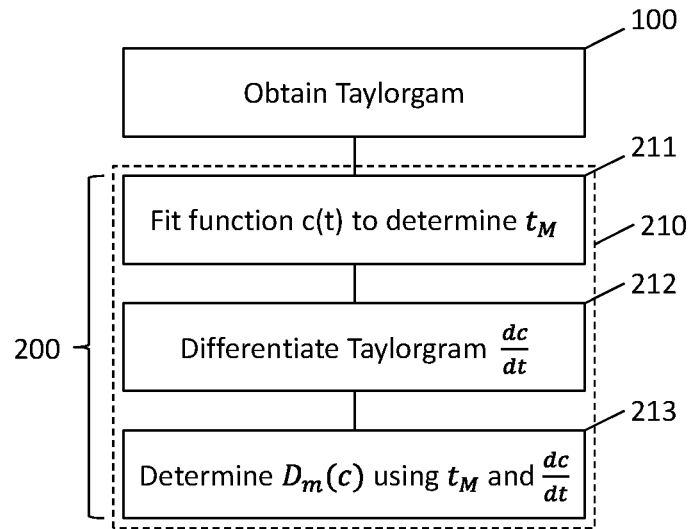 100
Obtain Taylorgam
211
Fit function c(t) to determine t_M
210
212
200
Differentiate Taylorgram dc/dt
213
Determine D_m(c) using t_M and dc/dt